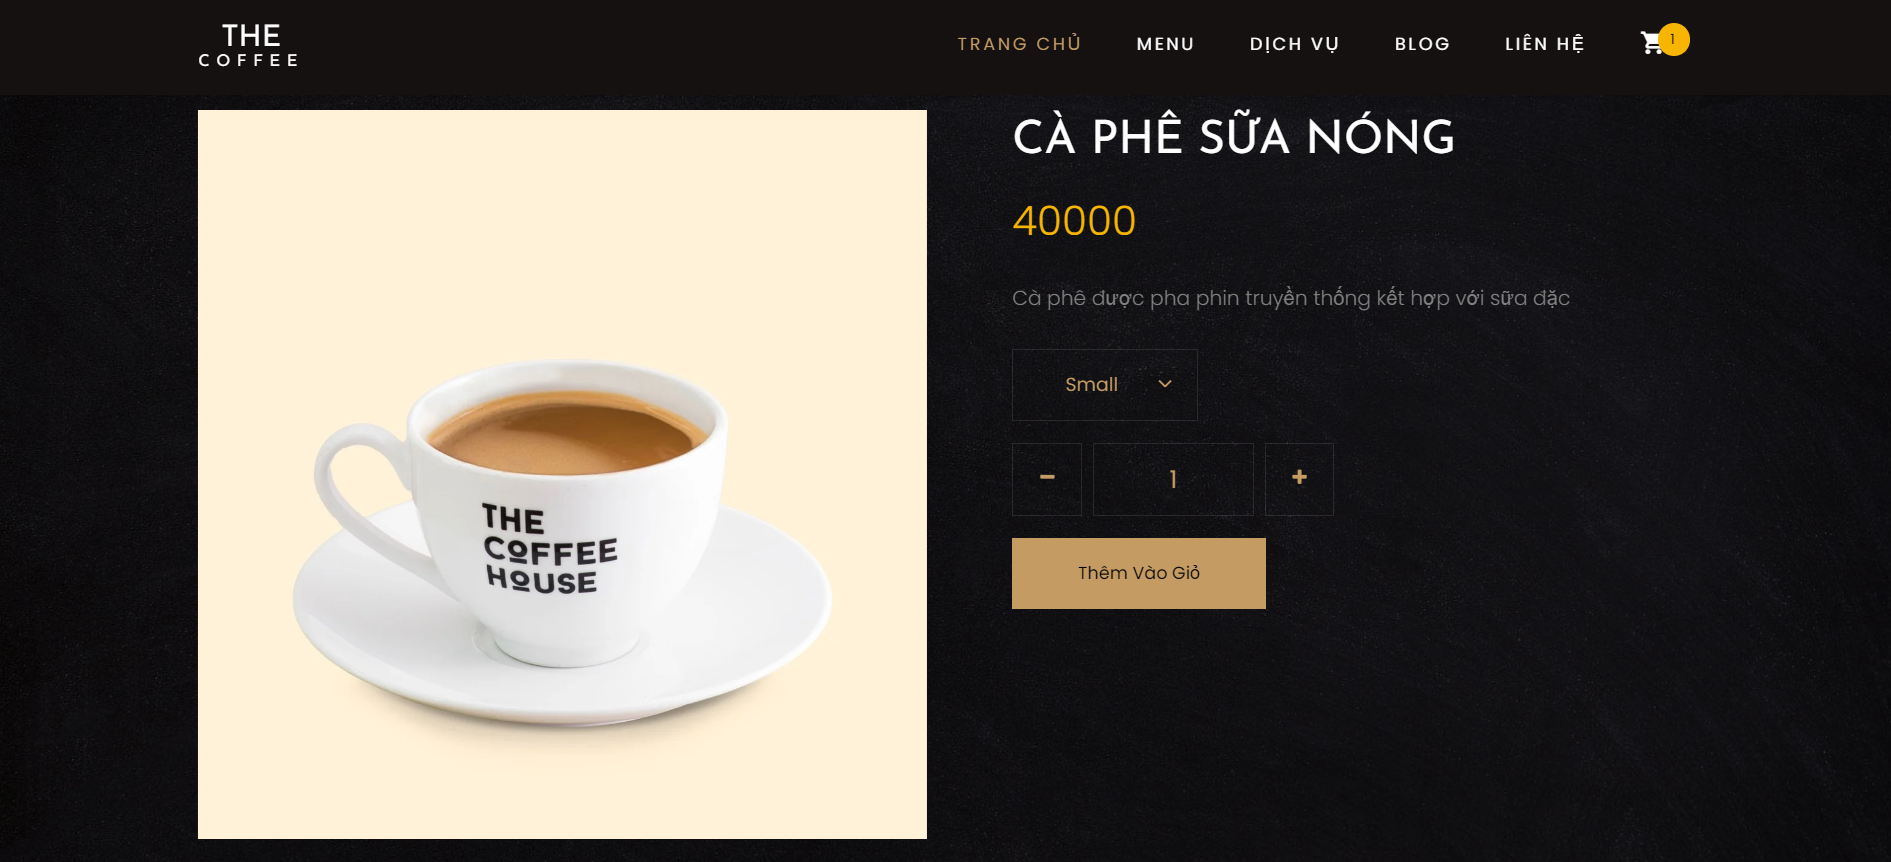 THE
COFFEE
TRANG CHỦ
MENU
DỊCH VỤ
BLOG
LIÊN HỆ
1
CÀ PHÊ SỮA NÓNG
40000
Cà phê được pha phin truyền thống kết hợp với sữa đặc
Small
1
Thêm Vào Giỏ
THE
COFFEE
HOUSE